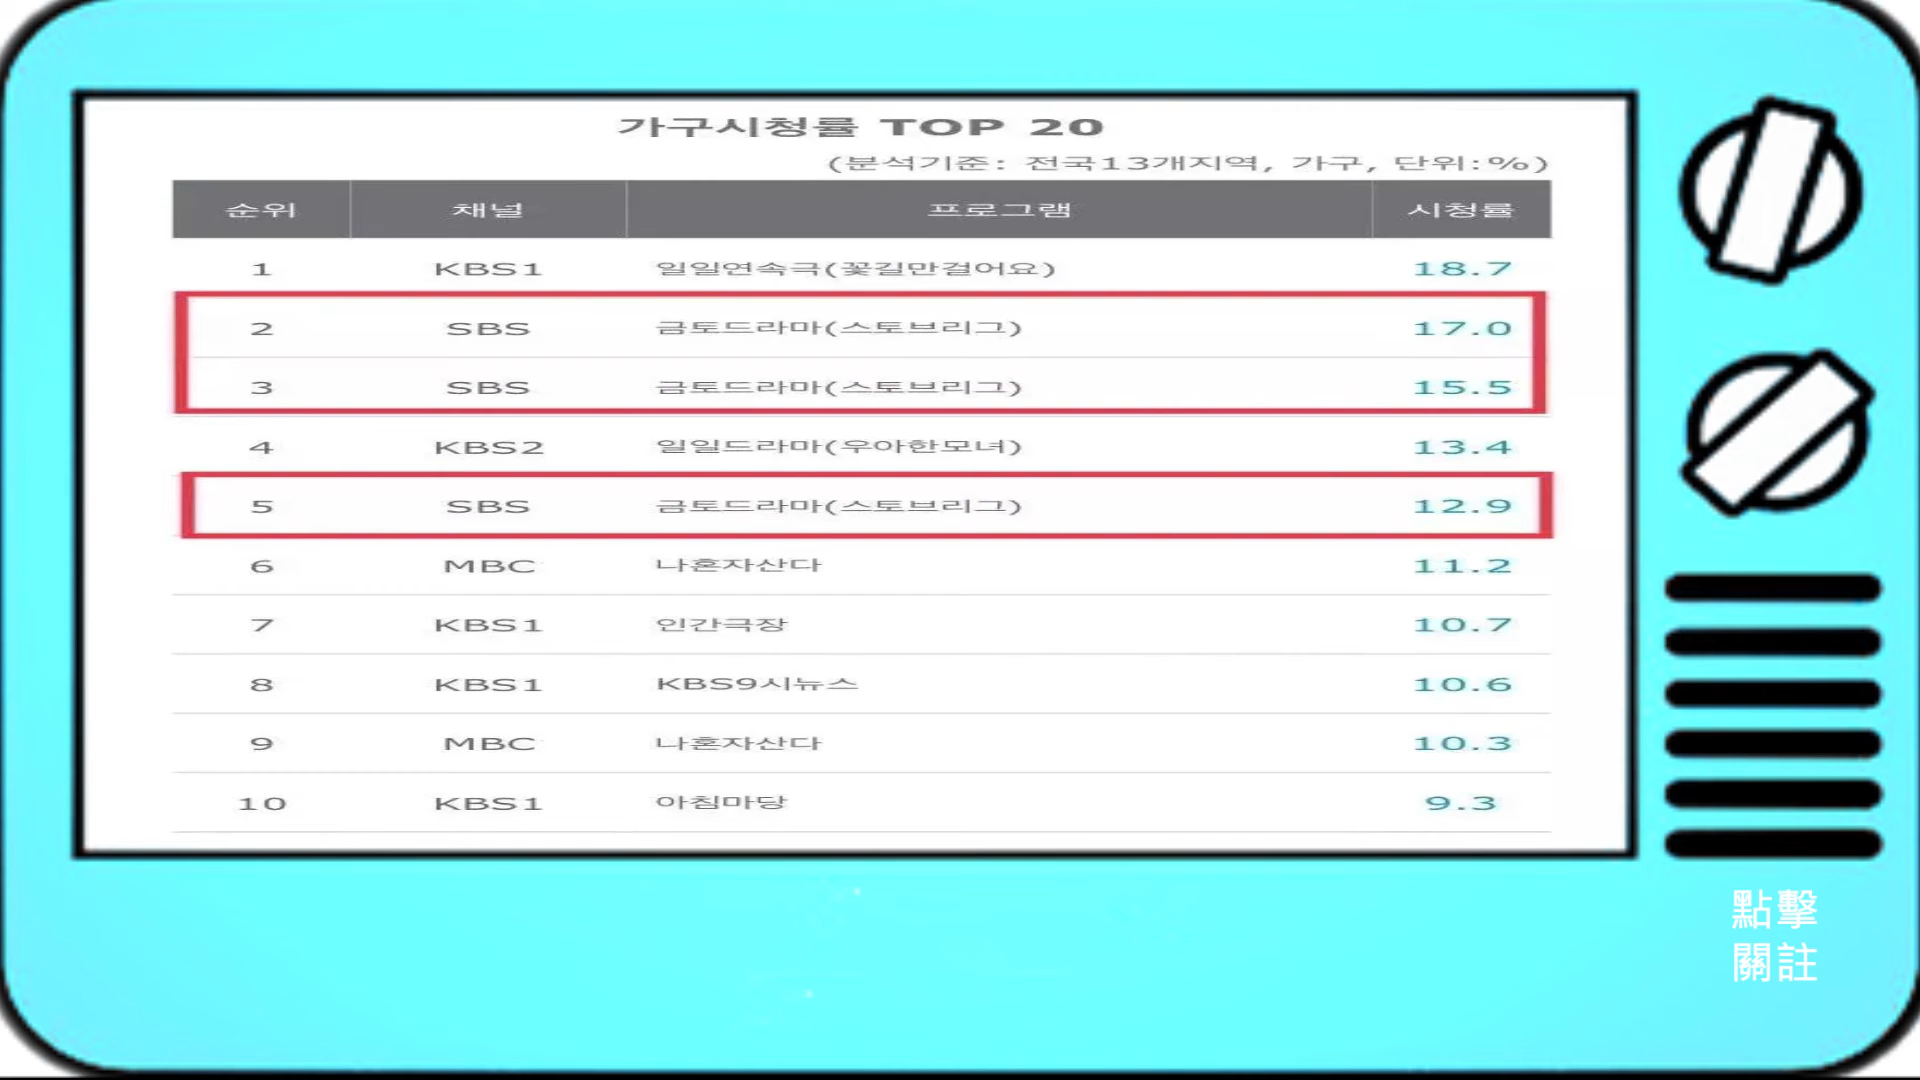 가구시청률 TOP 20
(분석기준: 전국13개지역, 가구, 단위:%)
순위 채널 프로그램 시청률
1 KBS1 일일연속극(꽃길만걸어요) 18.7
2 SBS 금토드라마(스토브리그) 17.0
3 SBS 금토드라마(스토브리그) 15.5
4 KBS2 일일드라마(우아한모녀) 13.4
5 SBS 금토드라마(스토브리그) 12.9
6 MBC 나혼자산다 11.2
7 KBS1 인간극장 10.7
8 KBS1 KBS9시뉴스 10.6
9 MBC 나혼자산다 10.3
10 KBS1 아침마당 9.3
點擊
關註